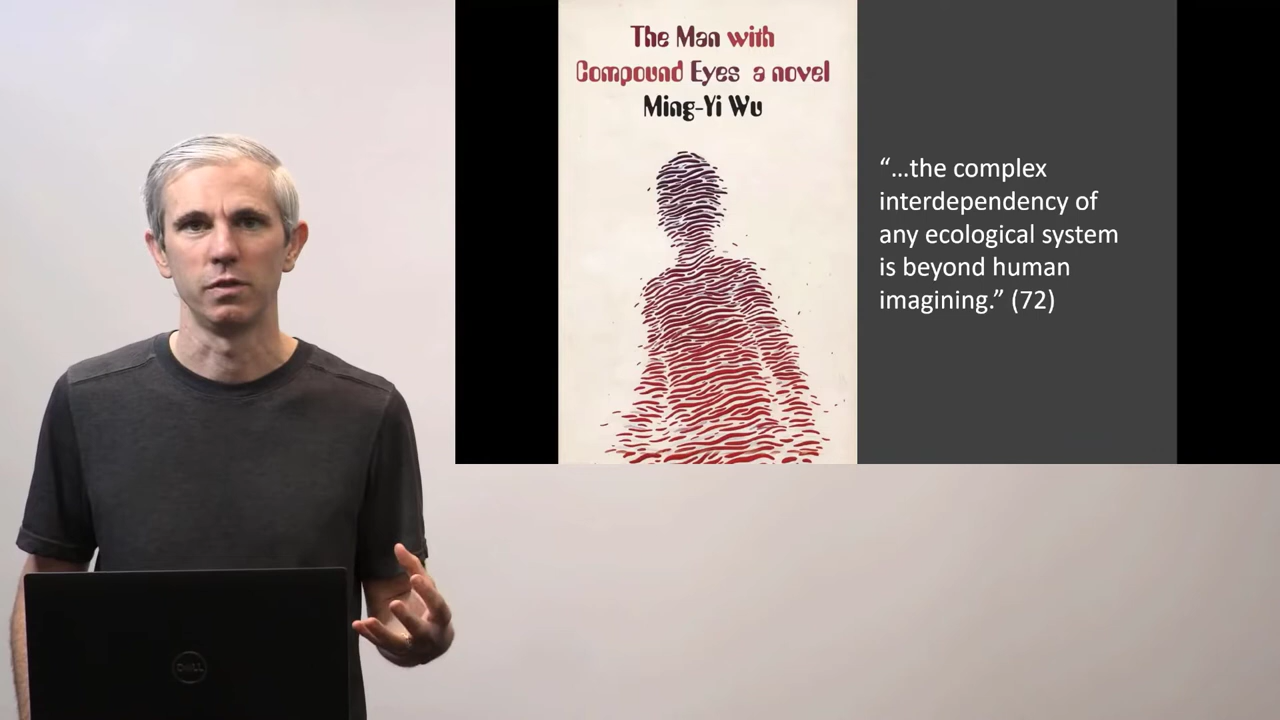 The Man with
Compound Eyes a novel
Ming-Yi Wu
“...the complex
interdependency of
any ecological system
is beyond human
imagining.” (72)
DELL